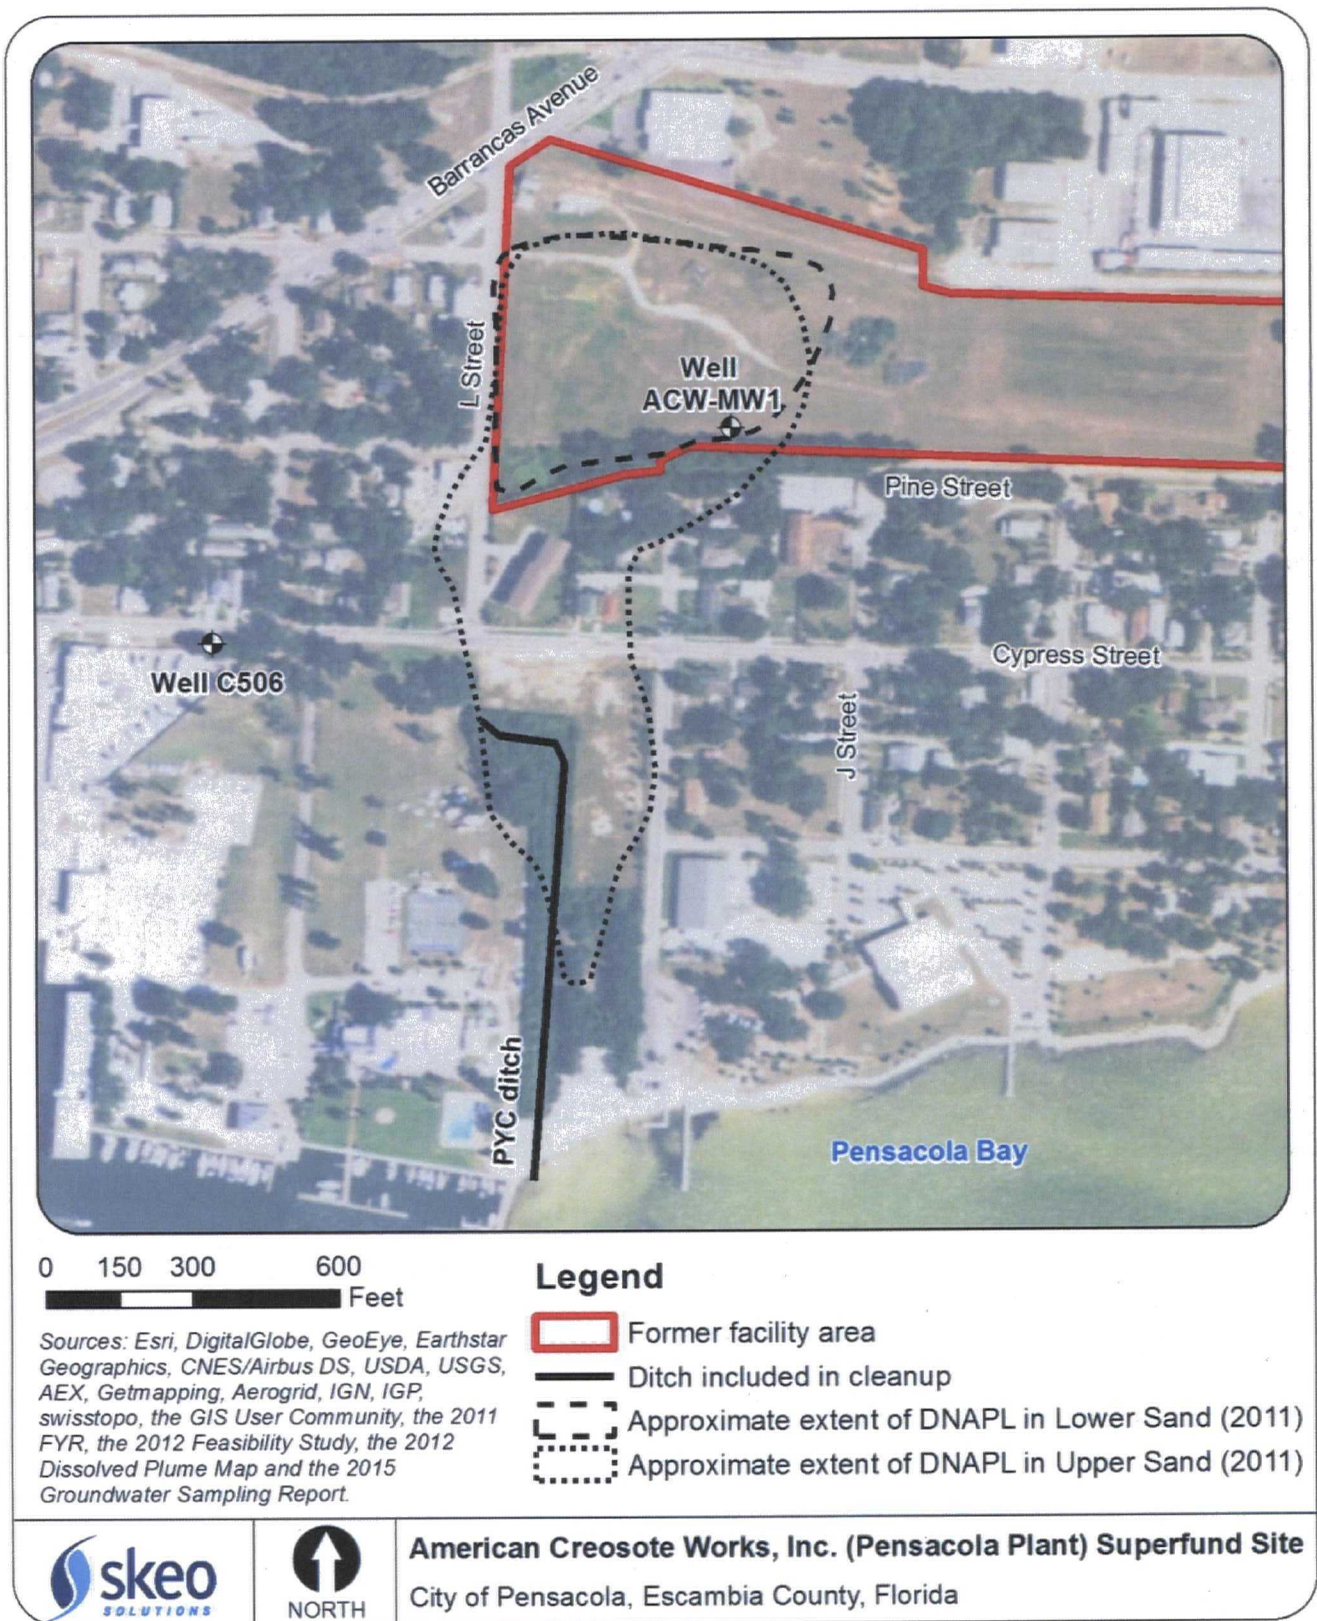 Barrancas Avenue
L Street
Well
ACW-MW1
Pine Street
Well C506
Cypress Street
J Street
PYC ditch
Pensacola Bay
0 150 300 600
Feet
Sources: Esri, DigitalGlobe, GeoEye, Earthstar
Geographics, CNES/Airbus DS, USDA, USGS,
AEX, Getmapping, Aerogrid, IGN, IGP,
swisstopo, the GIS User Community, the 2011
FYR, the 2012 Feasibility Study, the 2012
Dissolved Plume Map and the 2015
Groundwater Sampling Report.
Legend
Former facility area
Ditch included in cleanup
Approximate extent of DNAPL in Lower Sand (2011)
Approximate extent of DNAPL in Upper Sand (2011)
skeo
SOLUTIONS
NORTH
American Creosote Works, Inc. (Pensacola Plant) Superfund Site
City of Pensacola, Escambia County, Florida